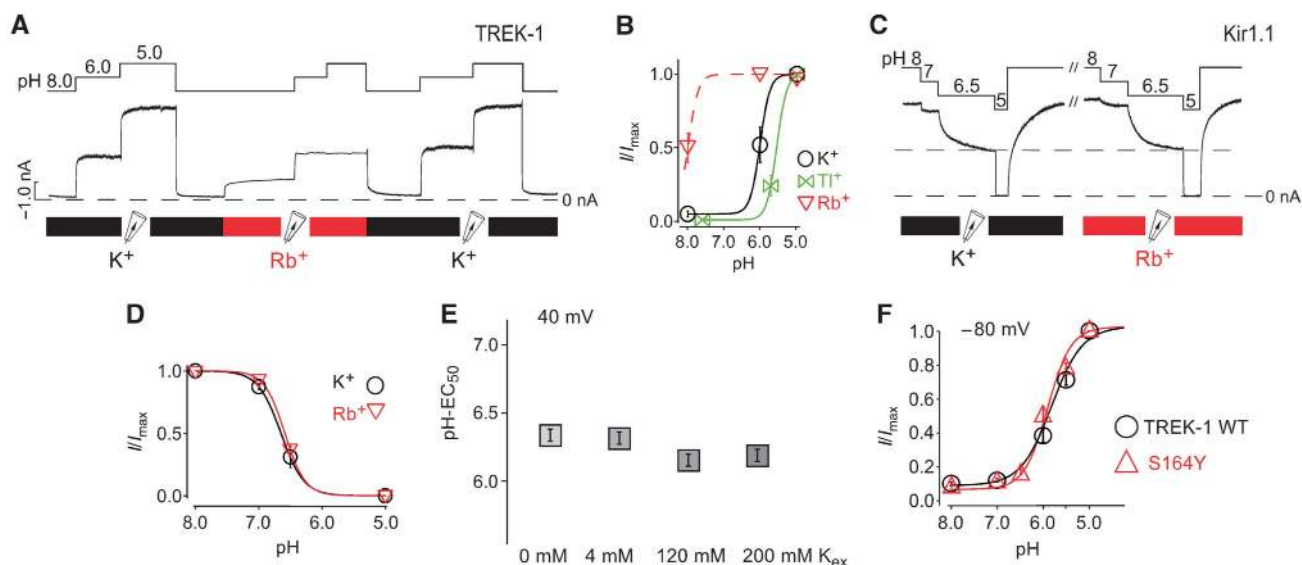 A
TREK-1
pH 8.0 6.0 5.0
−1.0 nA
0 nA
K+ Rb+ K+
B
I/Imax
1.0
0.5
0.0
K+
Tl+
Rb+
8.0 7.0 6.0 5.0
pH
C
Kir1.1
pH 8 7 6.5 5 // 8 7 6.5 5
//
0 nA
K+ Rb+
D
I/Imax
1.0
0.5
0.0
K+
Rb+
8.0 7.0 6.0 5.0
pH
E
40 mV
pH-EC50
7.0
6.5
6.0
0 mM 4 mM 120 mM 200 mM Kex
F
−80 mV
I/Imax
1.0
0.8
0.6
0.4
0.2
0.0
TREK-1 WT
S164Y
8.0 7.0 6.0 5.0
pH